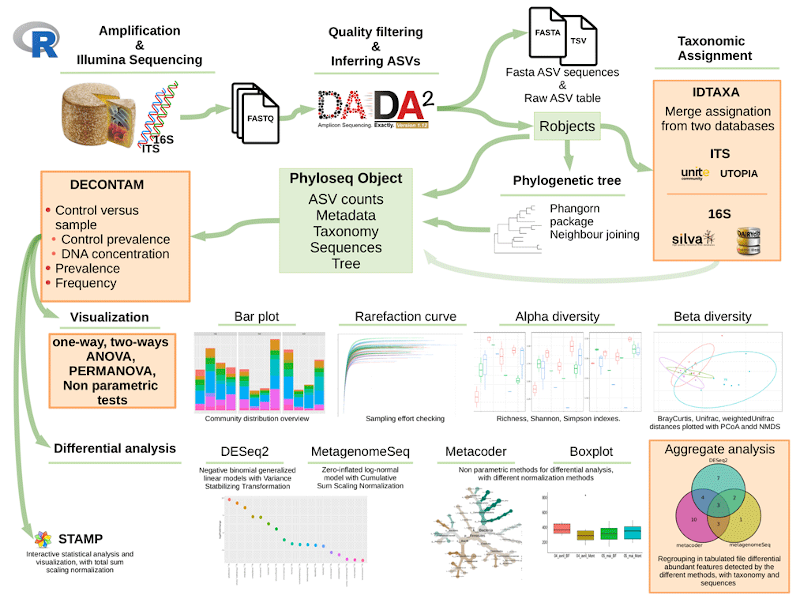 R
Amplification
&
Illumina Sequencing
16S
ITS
FASTQ
Quality filtering
&
Inferring ASVs
DADA2
Amplicon Sequencing. Exactly.
FASTA
TSV
Fasta ASV sequences
&
Raw ASV table
Robjects
Taxonomic
Assignment
IDTAXA
Merge assignation
from two databases
ITS
unite
community
UTOPIA
16S
silva
Phylogenetic tree
Phangorn
package
Neighbour joining
Phyloseq Object
ASV counts
Metadata
Taxonomy
Sequences
Tree
DECONTAM
Control versus
sample
Control prevalence
DNA concentration
Prevalence
Frequency
Visualization
one-way, two-ways
ANOVA,
PERMANOVA,
Non parametric
tests
Bar plot
Community distribution overview
Rarefaction curve
Sampling effort checking
Alpha diversity
Richness, Shannon, Simpson indexes.
Beta diversity
BrayCurtis, Unifrac, weightedUnifrac
distances plotted with PCoA andd NMDS
Differential analysis
DESeq2
Negative binomial generalized
linear models with Variance
Statbilizing Transformation
MetagenomeSeq
Zero-inflated log-normal
model with Cumulative
Sum Scaling Normalization
Metacoder
Boxplot
Non parametric methods for differential analysis,
with different normalization methods
Aggregate analysis
DESeq2
7
4
2
3
10
3
1
metacoder
metagenomeSeq
Regrouping in tabulated file differential
abundant features detected by the
different methods, with taxonomy and
sequences
STAMP
Interactive statistical analysis and
visualization, with total sum
scaling normalization